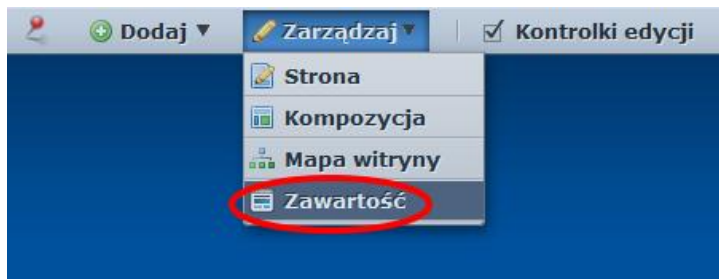 Dodaj Zarządzaj Kontrolki edycji
Strona
Kompozycja
Mapa witryny
Zawartość